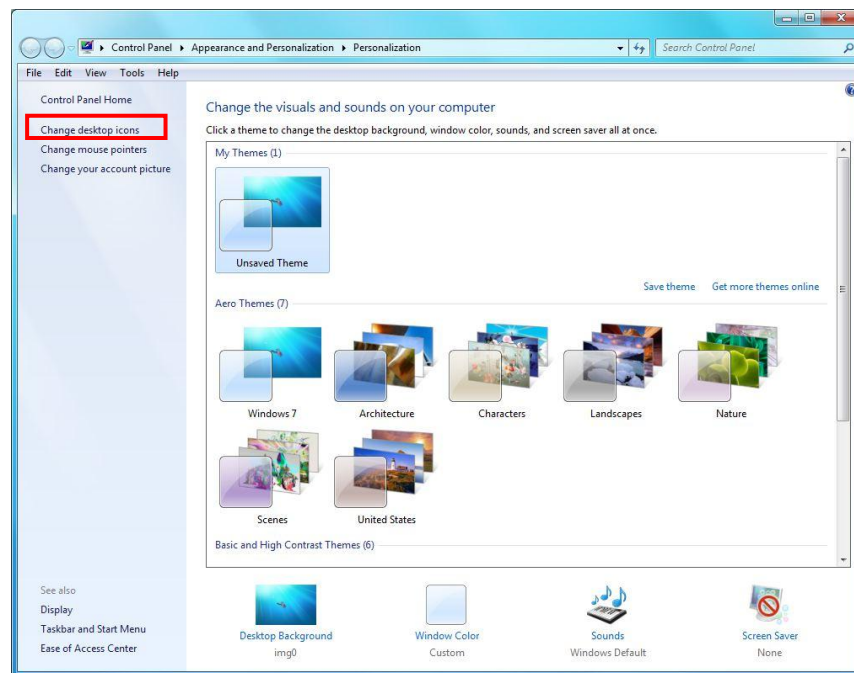 Control Panel Appearance and Personalization Personalization
Search Control Panel
File Edit View Tools Help
Control Panel Home
Change desktop icons
Change mouse pointers
Change your account picture
Change the visuals and sounds on your computer
Click a theme to change the desktop background, window color, sounds, and screen saver all at once.
My Themes (1)
Unsaved Theme
Save theme Get more themes online
Aero Themes (7)
Windows 7 Architecture Characters Landscapes Nature
Scenes United States
Basic and High Contrast Themes (6)
See also
Display
Taskbar and Start Menu
Ease of Access Center
Desktop Background Window Color Sounds Screen Saver
img0 Custom Windows Default None